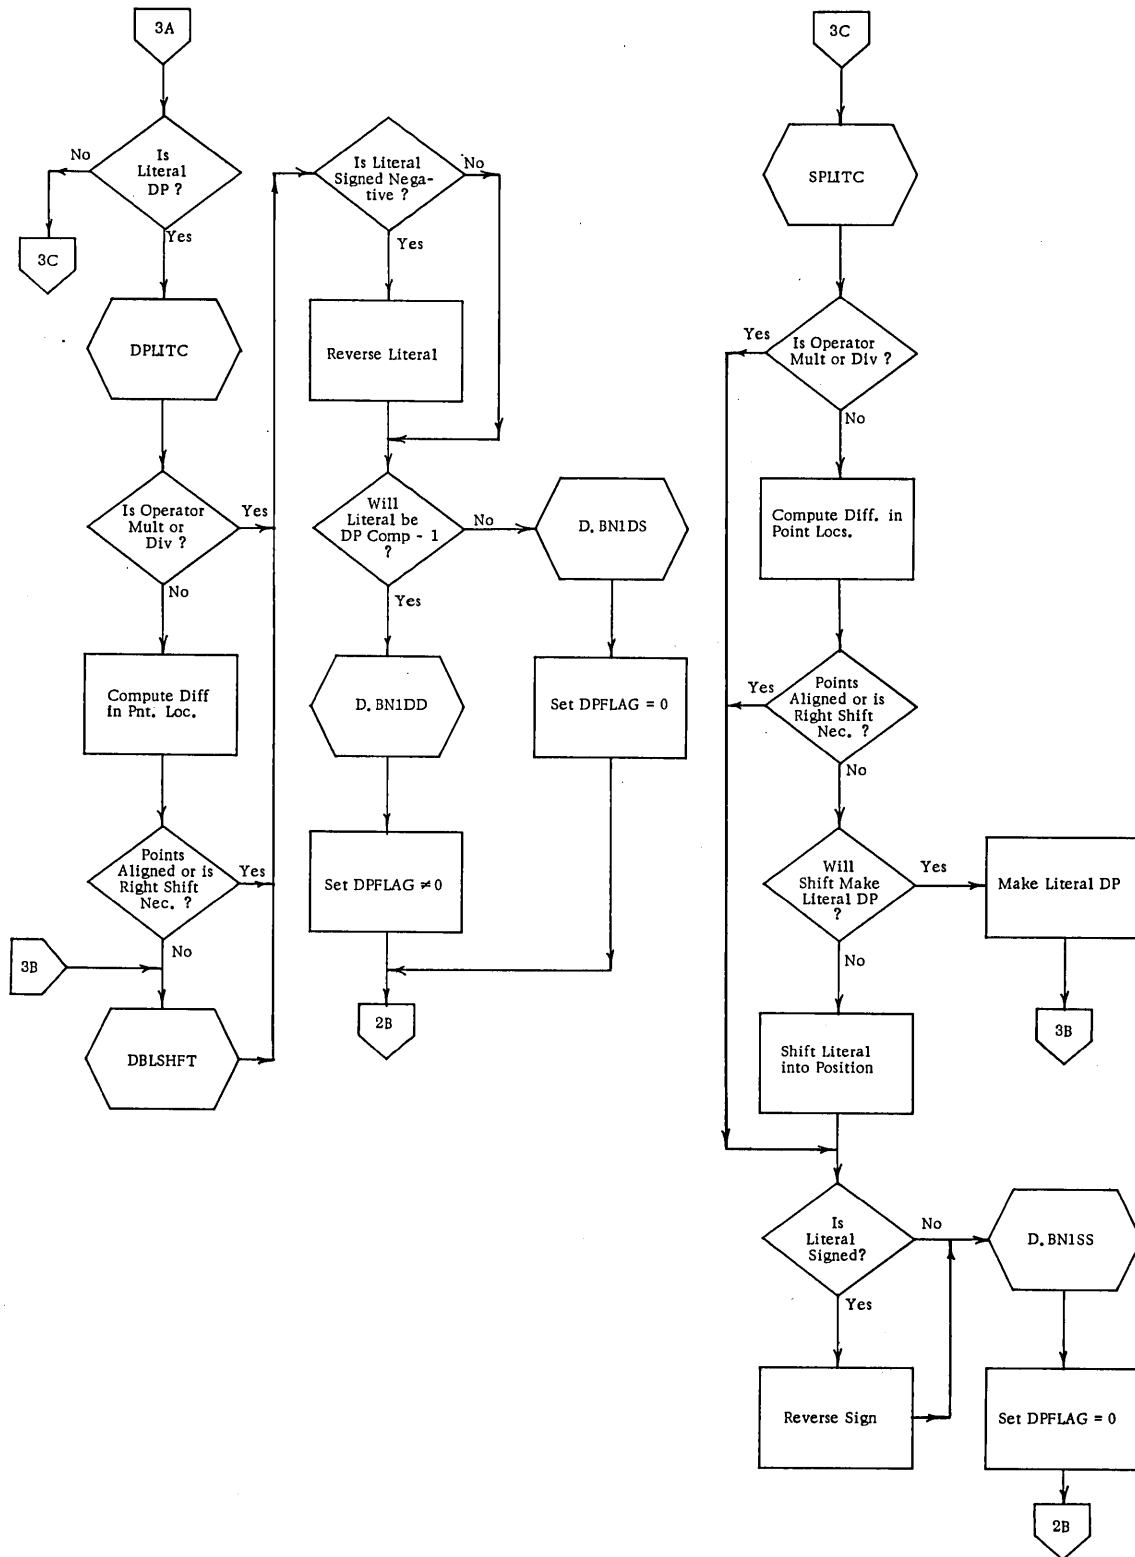 3A
Is
Literal
DP ?
No
Yes
3C
DPLITC
Is Operator
Mult or
Div ?
Yes
No
Compute Diff
in Pnt. Loc.
Points
Aligned or is
Right Shift
Nec. ?
Yes
No
3B
DBLSHFT
Is Literal
Signed Nega-
tive ?
No
Yes
Reverse Literal
Will
Literal be
DP Comp - 1
?
No
Yes
D. BN1DS
D. BN1DD
Set DPFLAG = 0
Set DPFLAG ≠ 0
2B
3C
SPLITC
Is Operator
Mult or Div ?
Yes
No
Compute Diff. in
Point Locs.
Points
Aligned or is
Right Shift
Nec. ?
Yes
No
Will
Shift Make
Literal DP
?
Yes
No
Make Literal DP
3B
Shift Literal
into Position
Is
Literal
Signed?
No
Yes
D. BN1SS
Reverse Sign
Set DPFLAG = 0
2B